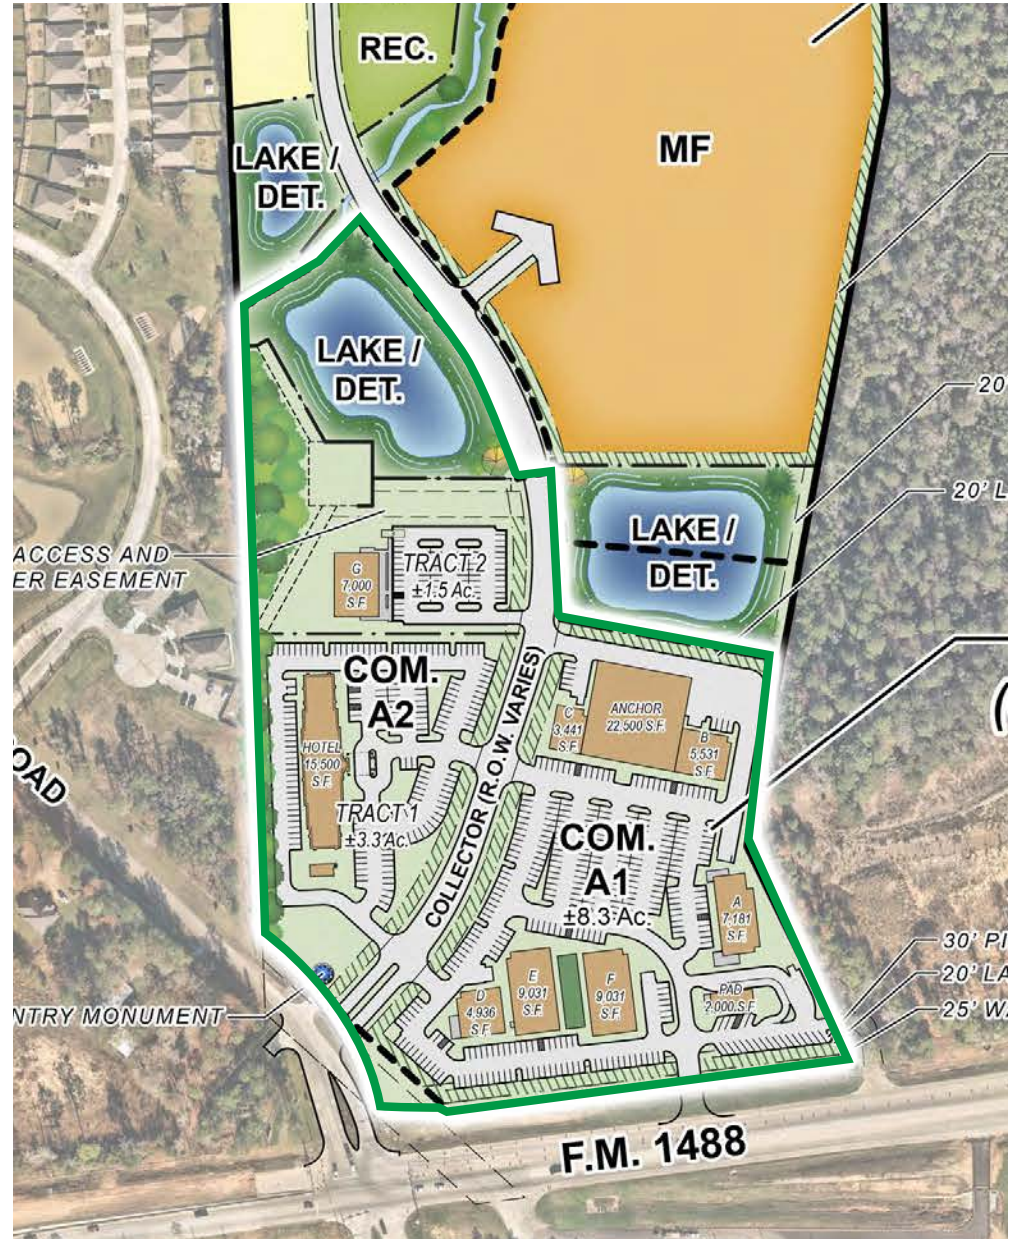 REC.
MF
LAKE /
DET.
LAKE /
DET.
20'
20' L
LAKE /
DET.
ACCESS AND
ER EASEMENT
G
7,000
S.F.
TRACT 2
±1.5 Ac.
COM.
A2
HOTEL
15,500
S.F.
TRACT 1
±3.3 Ac.
COLLECTOR (R.O.W. VARIES)
C
3,441
S.F.
ANCHOR
22,500 S.F.
B
5,531
S.F.
(
OAD
COM.
A1
±8.3 Ac.
A
7,181
S.F.
30' PI
20' LA
25' W.
D
4,936
S.F.
E
9,031
S.F.
F
9,031
S.F.
PAD
2,000 S.F.
NTRY MONUMENT
F.M. 1488